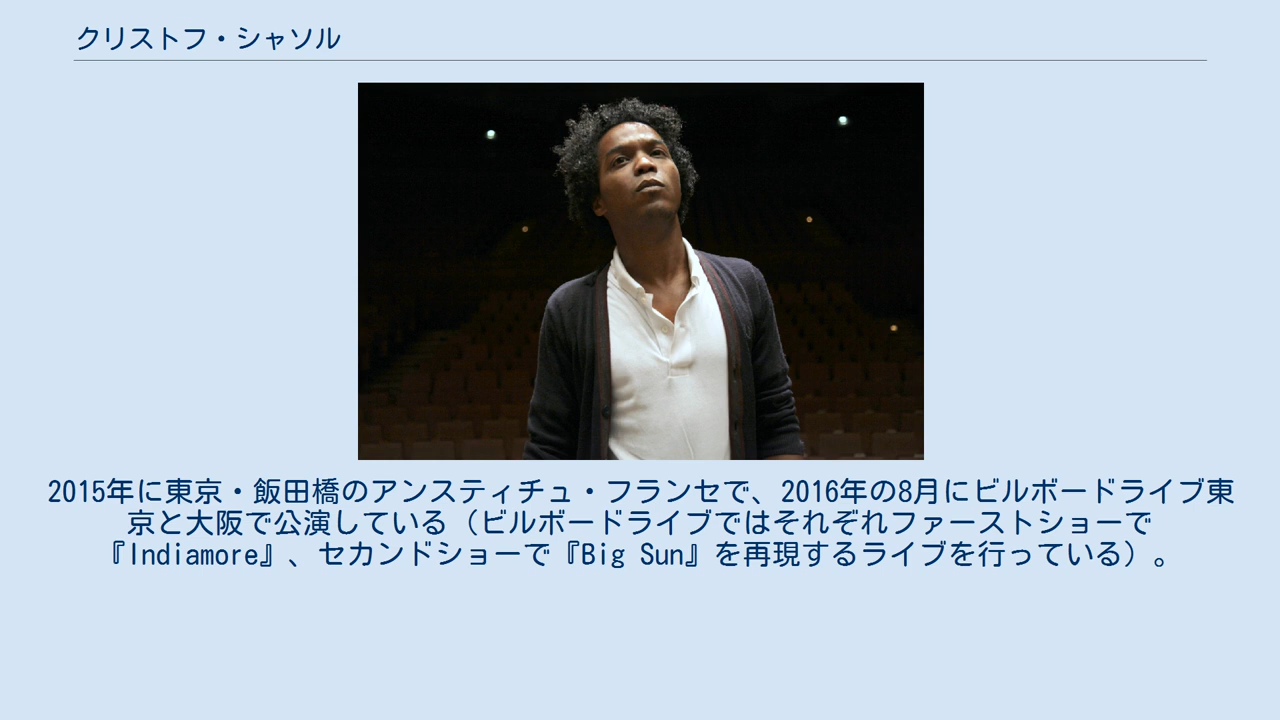 クリストフ・シャソル
2015年に東京・飯田橋のアンスティチュ・フランセで、2016年の8月にビルボードライブ東
京と大阪で公演している（ビルボードライブではそれぞれファーストショーで
『Indiamore』、セカンドショーで『Big Sun』を再現するライブを行っている）。